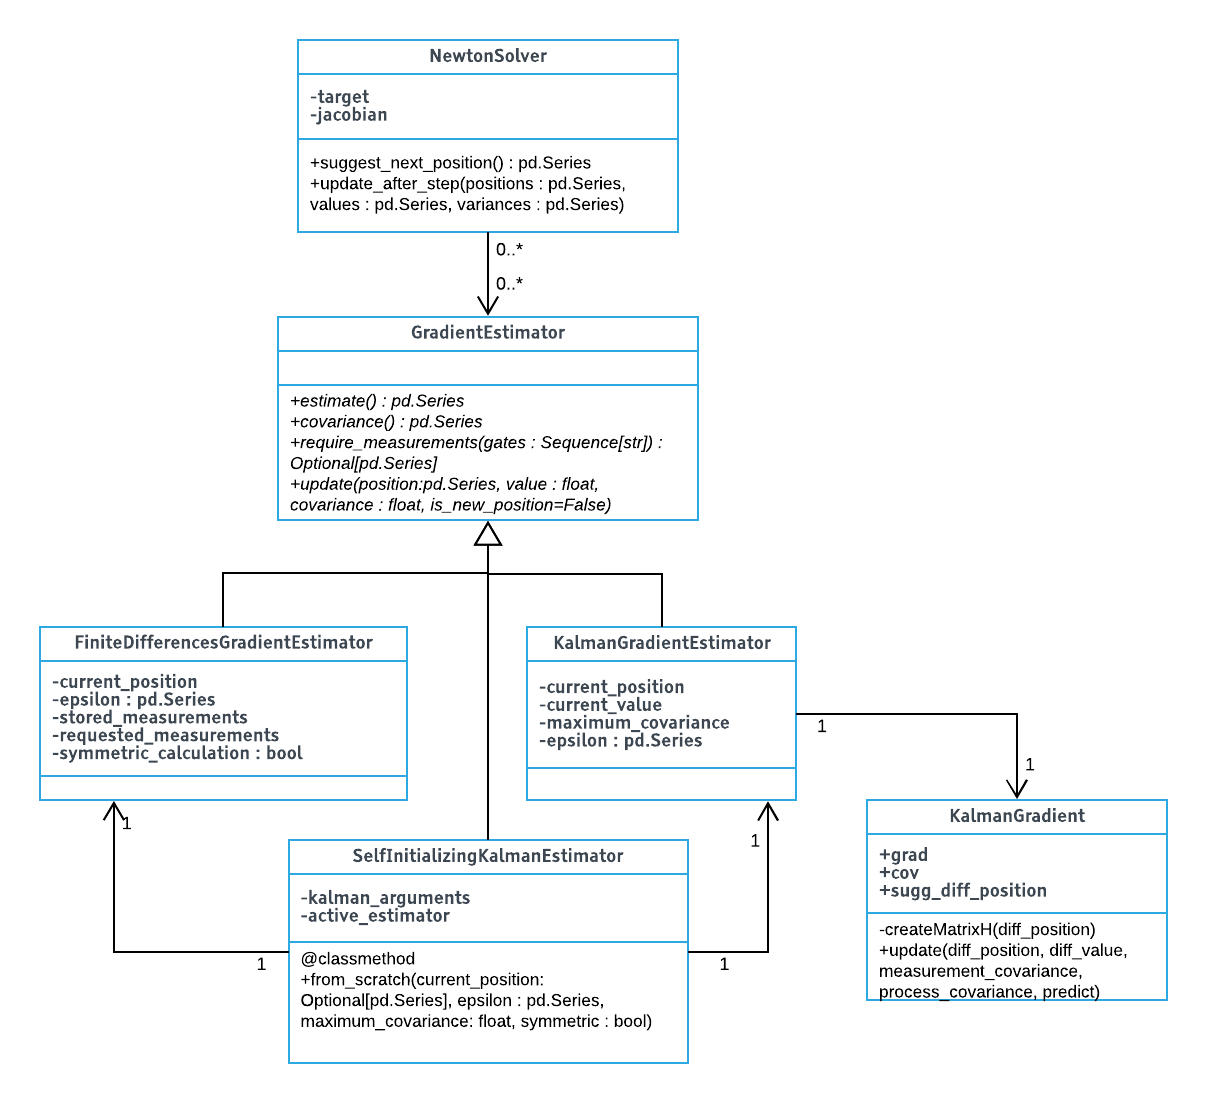 NewtonSolver
-target
-jacobian
+suggest_next_position() : pd.Series
+update_after_step(positions : pd.Series,
values : pd.Series, variances : pd.Series)
0..*
0..*
GradientEstimator
+estimate() : pd.Series
+covariance() : pd.Series
+require_measurements(gates : Sequence[str]) :
Optional[pd.Series]
+update(position:pd.Series, value : float,
covariance : float, is_new_position=False)
FiniteDifferencesGradientEstimator
-current_position
-epsilon : pd.Series
-stored_measurements
-requested_measurements
-symmetric_calculation : bool
KalmanGradientEstimator
-current_position
-current_value
-maximum_covariance
-epsilon : pd.Series
1
1
KalmanGradient
+grad
+cov
+sugg_diff_position
-createMatrixH(diff_position)
+update(diff_position, diff_value,
measurement_covariance,
process_covariance, predict)
1
1
SelfInitializingKalmanEstimator
-kalman_arguments
-active_estimator
@classmethod
+from_scratch(current_position:
Optional[pd.Series], epsilon : pd.Series,
maximum_covariance: float, symmetric : bool)
1
1